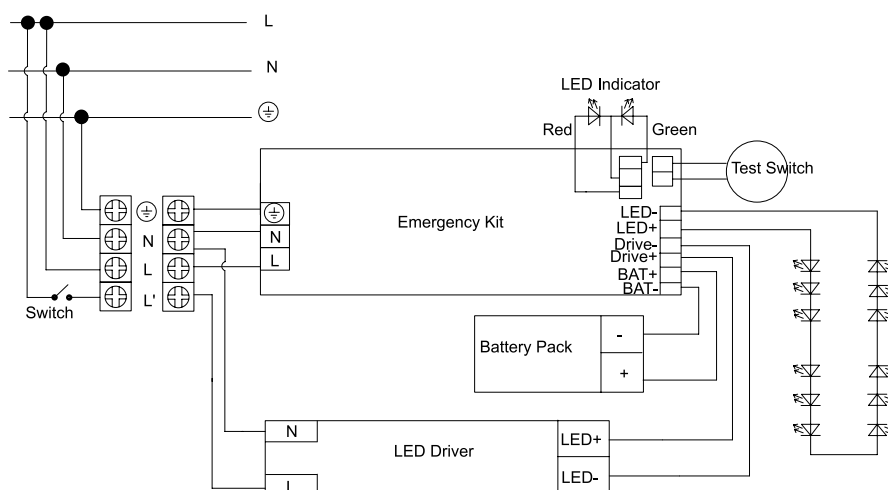 L
N
LED Indicator
Red
Green
Test Switch
Emergency Kit
N
L
LED-
LED+
Drive-
Drive+
BAT+
BAT-
N
L
L'
Switch
Battery Pack
-
+
N
LED Driver
LED+
L
LED-